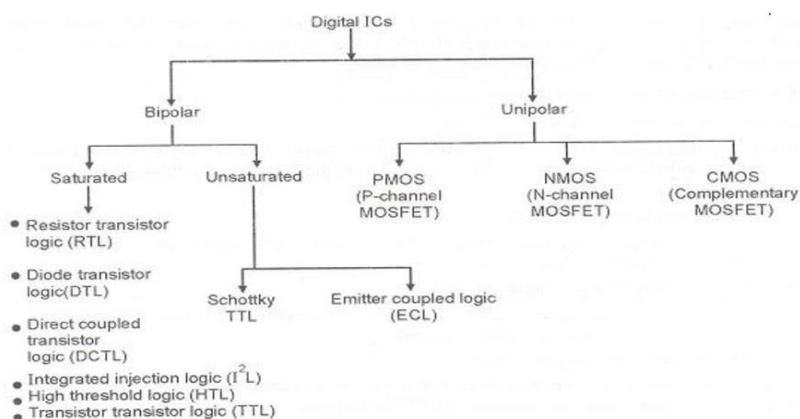 Digital ICs
Bipolar
Unipolar
Saturated
Unsaturated
PMOS
(P-channel
MOSFET)
NMOS
(N-channel
MOSFET)
CMOS
(Complementary
MOSFET)
• Resistor transistor
logic (RTL)
• Diode transistor
logic(DTL)
• Direct coupled
transistor
logic (DCTL)
• Integrated injection logic (I²L)
• High threshold logic (HTL)
• Transistor transistor logic (TTL)
Schottky
TTL
Emitter coupled logic
(ECL)